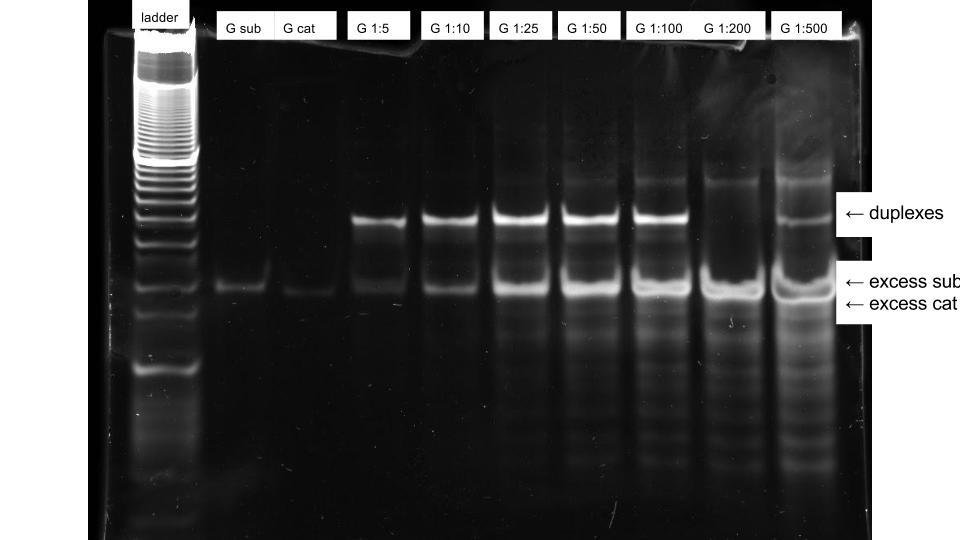 ladder
G sub
G cat
G 1:5
G 1:10
G 1:25
G 1:50
G 1:100
G 1:200
G 1:500
← duplexes
← excess sub
← excess cat